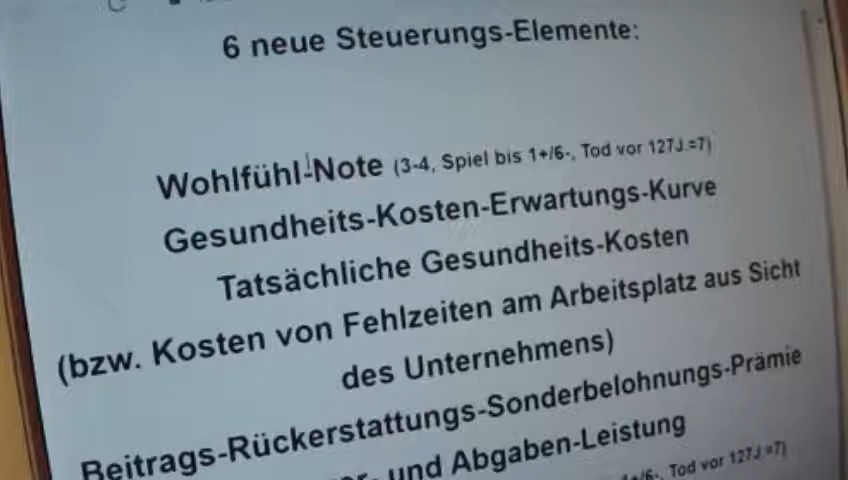 6 neue Steuerungs-Elemente:
Wohlfühl-Note (3-4, Spiel bis 1+/6-, Tod vor 127J.=7)
Gesundheits-Kosten-Erwartungs-Kurve
Tatsächliche Gesundheits-Kosten
(bzw. Kosten von Fehlzeiten am Arbeitsplatz aus Sicht
des Unternehmens)
Beitrags-Rückerstattungs-Sonderbelohnungs-Prämie
und Abgaben-Leistung
Tod vor 127J.=7)